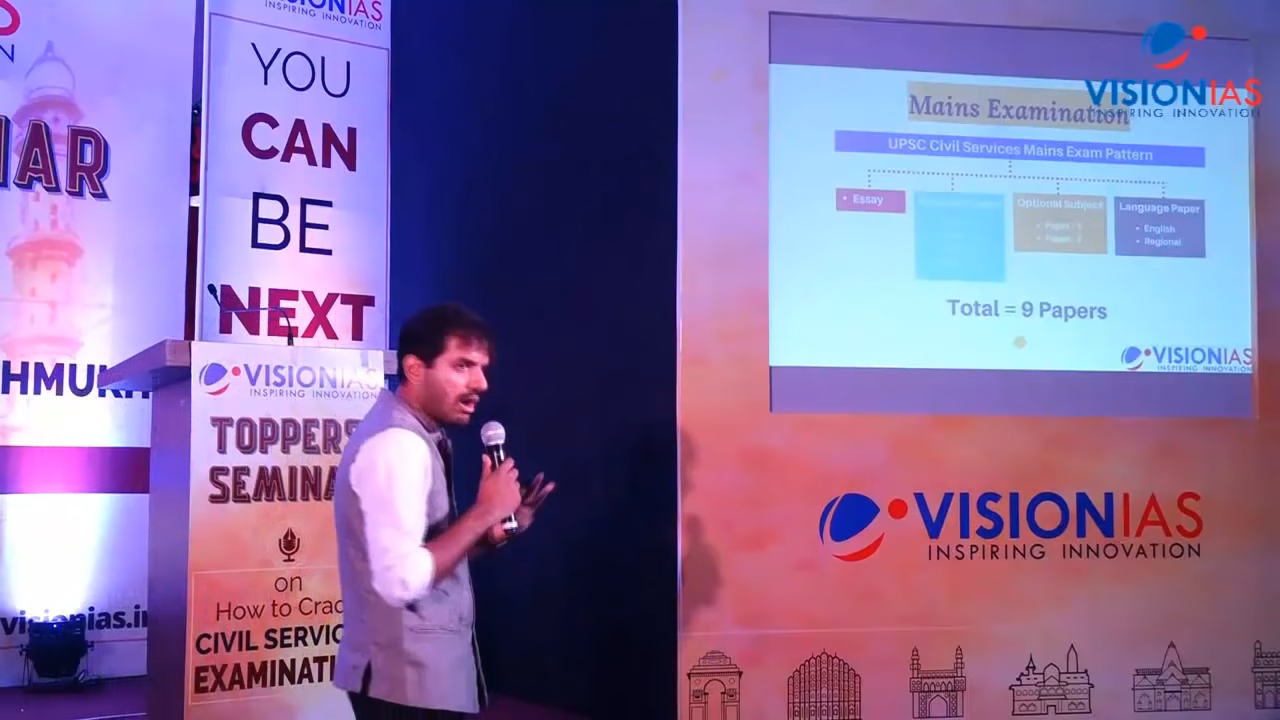 IAR
HMUKH
visionias.in
VISIONIAS
INSPIRING INNOVATION
YOU
CAN
BE
NEXT
VISIONIAS
INSPIRING INNOVATION
TOPPERS
SEMINA
on
How to Crac
CIVIL SERVIC
EXAMINATI
Mains Examination
UPSC Civil Services Mains Exam Pattern
• Essay
Optional Subject
• Paper - 1
• Paper - 2
Language Paper
• English
• Regional
Total = 9 Papers
VISIONIAS
INSPIRING INNOVATION
VISIONIAS
INSPIRING INNOVATION
VISIONIAS
INSPIRING INNOVATION